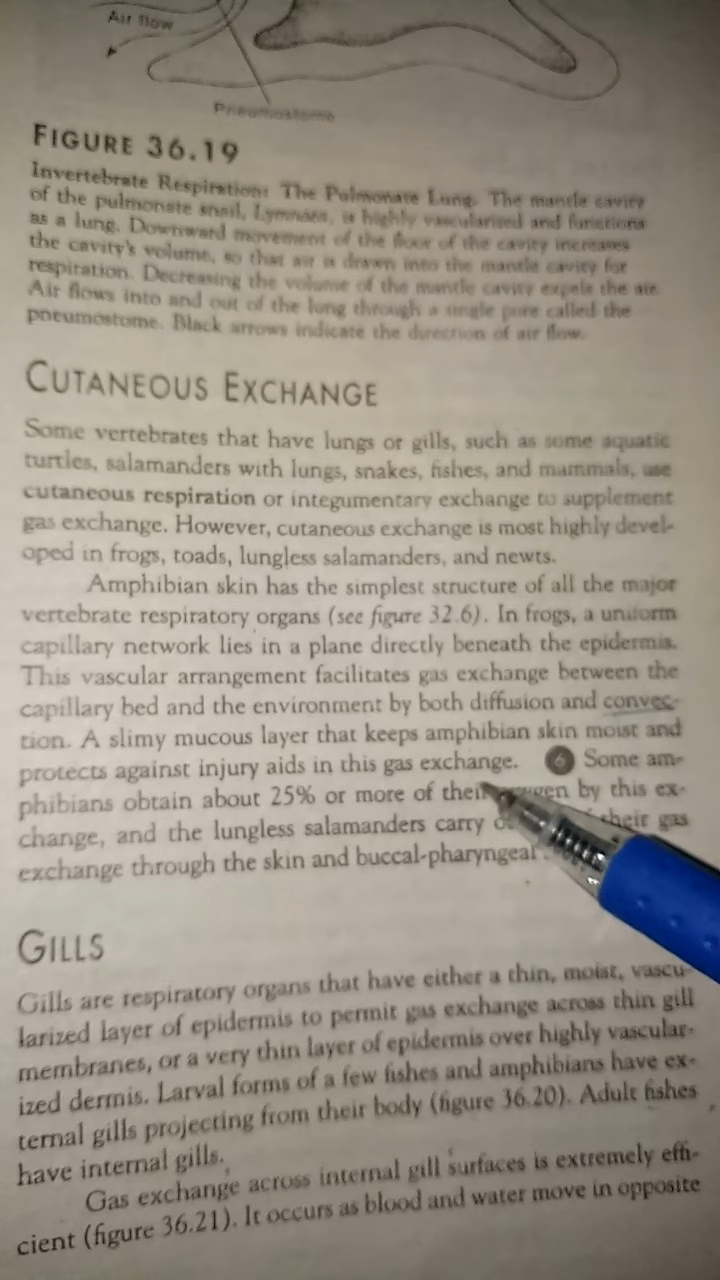 Air flow
Pneumostome
FIGURE 36.19
Invertebrate Respiration: The Pulmonate Lung. The mantle cavity
of the pulmonate snail, Lymnaea, is highly vascularized and functions
as a lung. Downward movement of the floor of the cavity increases
the cavity's volume, so that air is drawn into the mantle cavity for
respiration. Decreasing the volume of the mantle cavity expels the air.
Air flows into and out of the lung through a single pore called the
pneumostome. Black arrows indicate the direction of air flow.
CUTANEOUS EXCHANGE
Some vertebrates that have lungs or gills, such as some aquatic
turtles, salamanders with lungs, snakes, fishes, and mammals, use
cutaneous respiration or integumentary exchange to supplement
gas exchange. However, cutaneous exchange is most highly devel-
oped in frogs, toads, lungless salamanders, and newts.
Amphibian skin has the simplest structure of all the major
vertebrate respiratory organs (see figure 32.6). In frogs, a uniform
capillary network lies in a plane directly beneath the epidermis.
This vascular arrangement facilitates gas exchange between the
capillary bed and the environment by both diffusion and convec-
tion. A slimy mucous layer that keeps amphibian skin moist and
protects against injury aids in this gas exchange. 6 Some am-
phibians obtain about 25% or more of their by this ex-
change, and the lungless salamanders carry their gas
exchange through the skin and buccal-pharyngeal
GILLS
Gills are respiratory organs that have either a thin, moist, vascu-
larized layer of epidermis to permit gas exchange across thin gill
membranes, or a very thin layer of epidermis over highly vascular-
ized dermis. Larval forms of a few fishes and amphibians have ex-
ternal gills projecting from their body (figure 36.20). Adult fishes
have internal gills.
Gas exchange across internal gill surfaces is extremely effi-
cient (figure 36.21). It occurs as blood and water move in opposite